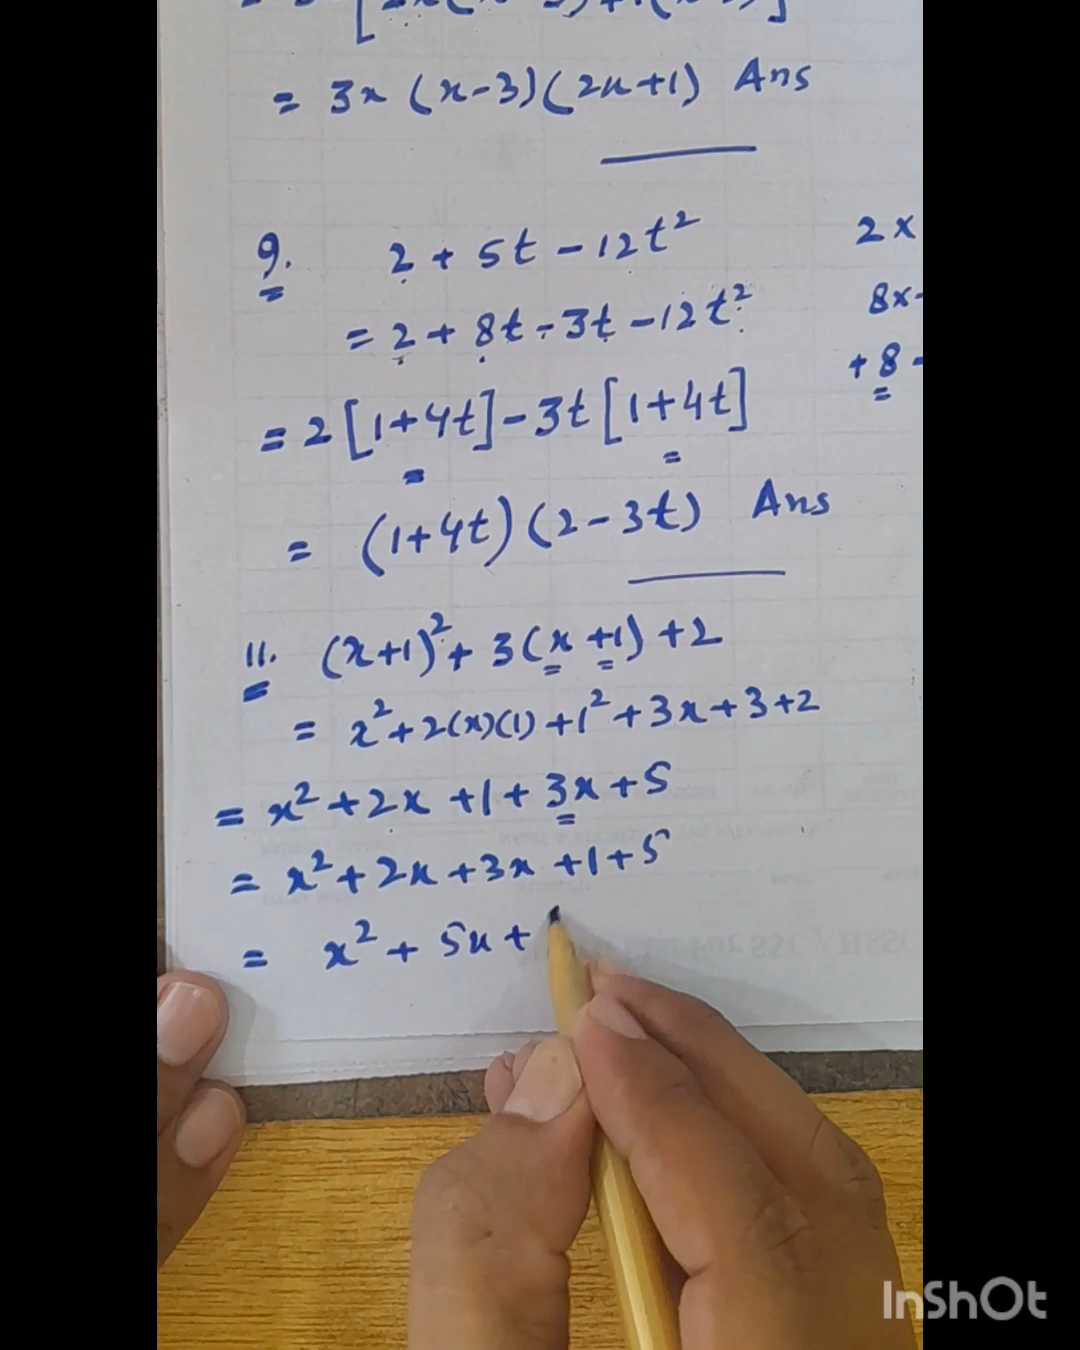 = 3x (x-3)(2x+1) Ans
9. 2 + 5t - 12t²
= 2 + 8t - 3t - 12t²
= 2 [1+4t] - 3t [1+4t]
= (1+4t) (2-3t) Ans
2 x
8x-
+8 -
11. (x+1)² + 3(x+1) + 2
= x² + 2(x)(1) + 1² + 3x + 3 + 2
= x² + 2x + 1 + 3x + 5
= x² + 2x + 3x + 1 + 5
= x² + 5x +
InShOt